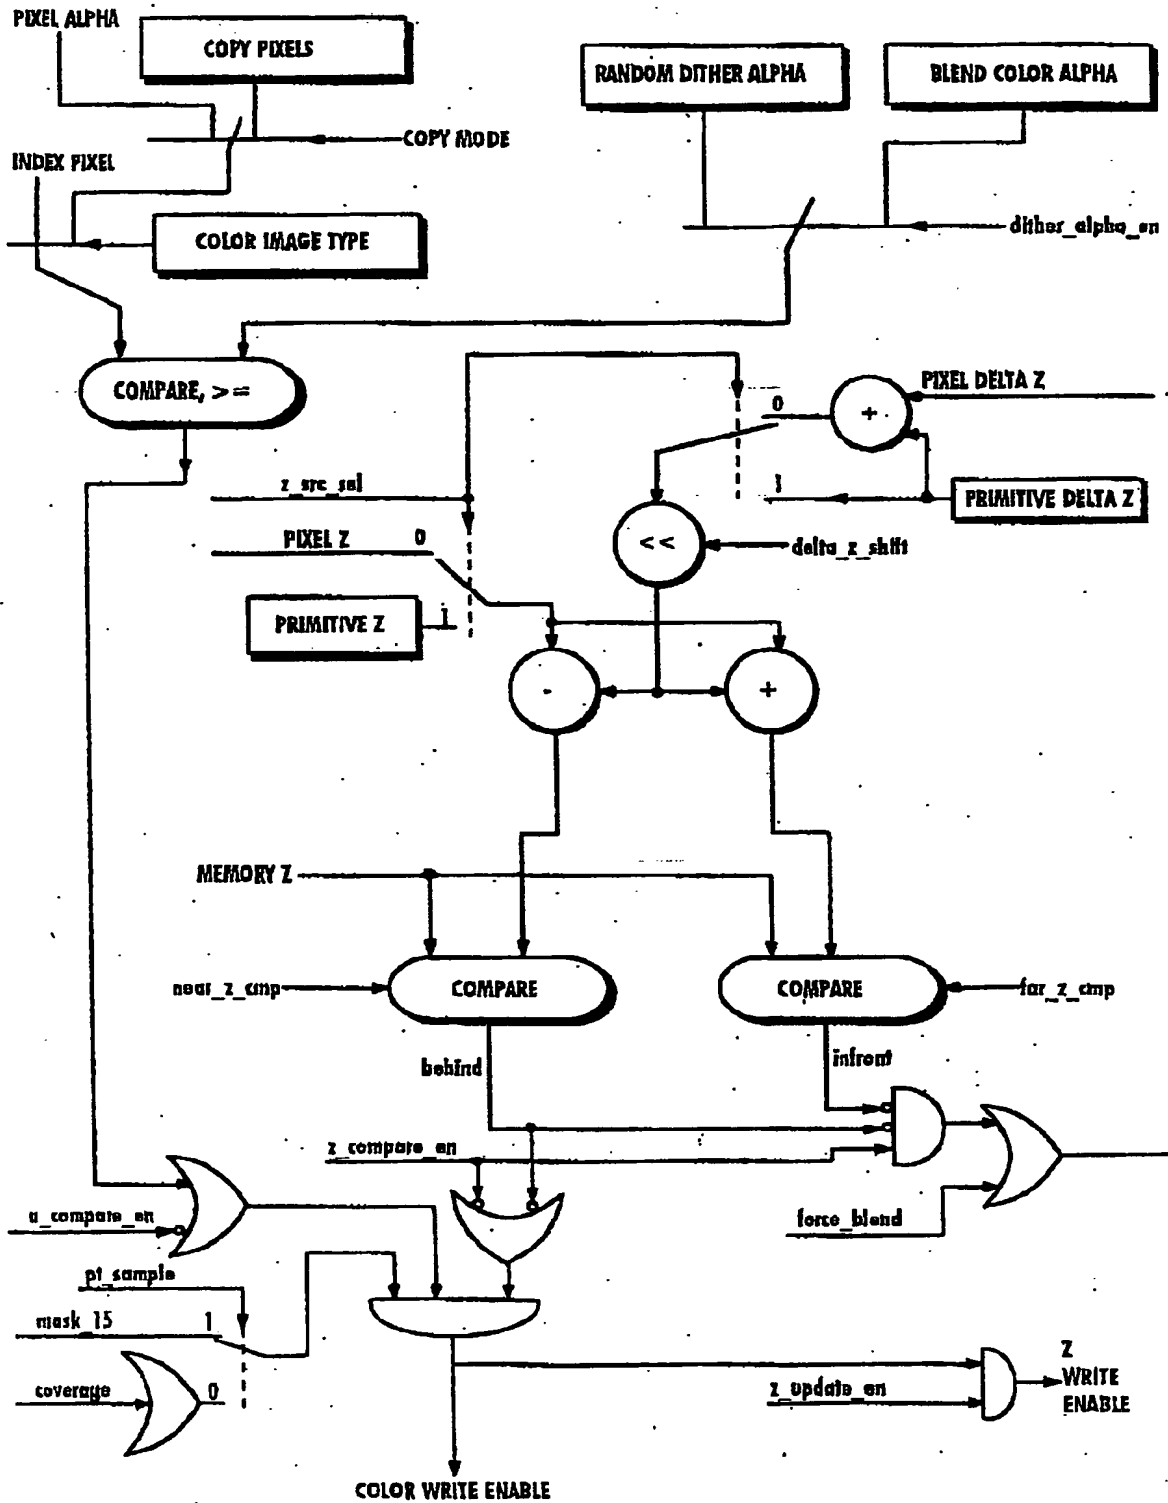 PIXEL ALPHA
COPY PIXELS
RANDOM DITHER ALPHA
BLEND COLOR ALPHA
COPY MODE
INDEX PIXEL
COLOR IMAGE TYPE
dither_alpha_en
COMPARE, >=
PIXEL DELTA Z
0
+
z_src_sel
1
PRIMITIVE DELTA Z
PIXEL Z
0
<<
delta_z_shift
PRIMITIVE Z
1
-
+
MEMORY Z
near_z_cmp
COMPARE
COMPARE
far_z_cmp
behind
infront
z_compare_en
a_compare_en
force_blend
pt_sample
mask_15
1
coverage
0
z_update_en
Z
WRITE
ENABLE
COLOR WRITE ENABLE